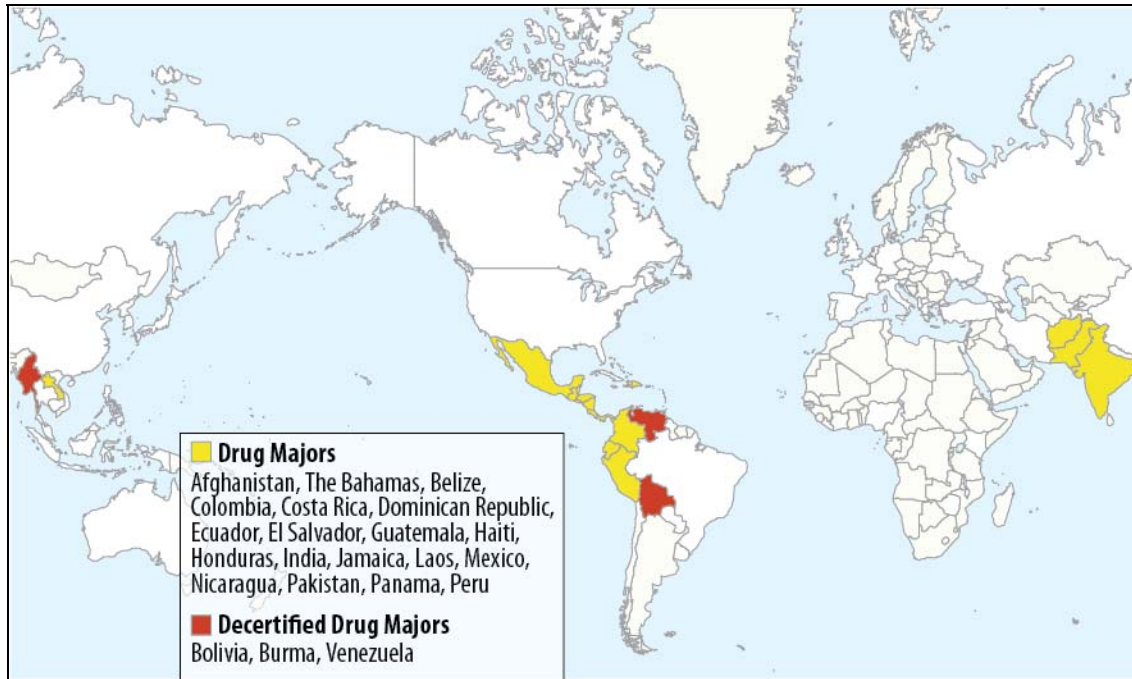 Drug Majors
Afghanistan, The Bahamas, Belize,
Colombia, Costa Rica, Dominican Republic,
Ecuador, El Salvador, Guatemala, Haiti,
Honduras, India, Jamaica, Laos, Mexico,
Nicaragua, Pakistan, Panama, Peru
Decertified Drug Majors
Bolivia, Burma, Venezuela